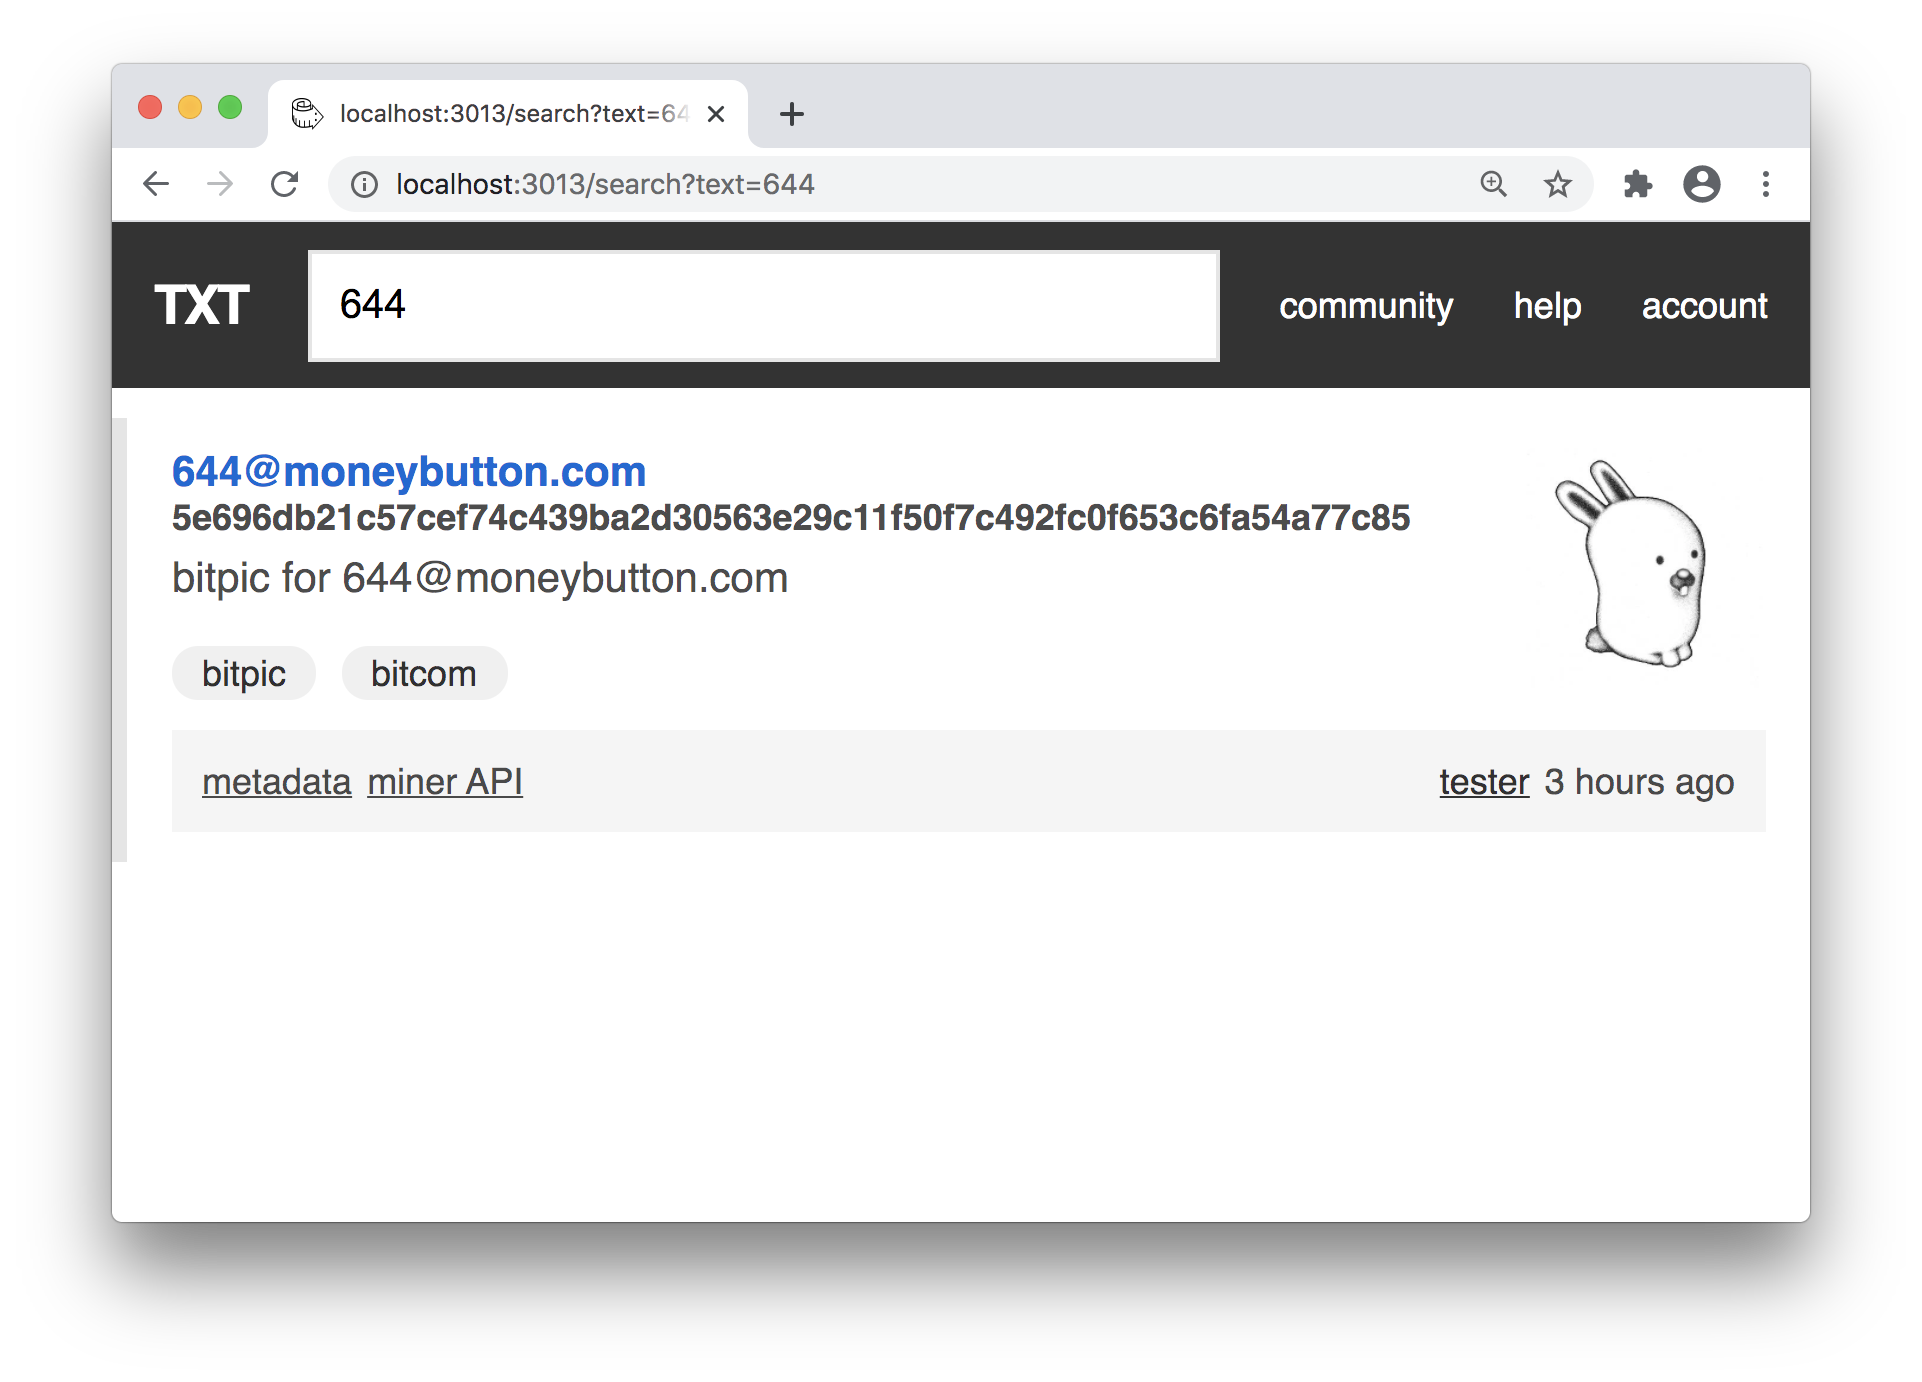 localhost:3013/search?text=64
localhost:3013/search?text=644
TXT
644
community help account
644@moneybutton.com
5e696db21c57cef74c439ba2d30563e29c11f50f7c492fc0f653c6fa54a77c85
bitpic for 644@moneybutton.com
bitpic bitcom
metadata miner API tester 3 hours ago